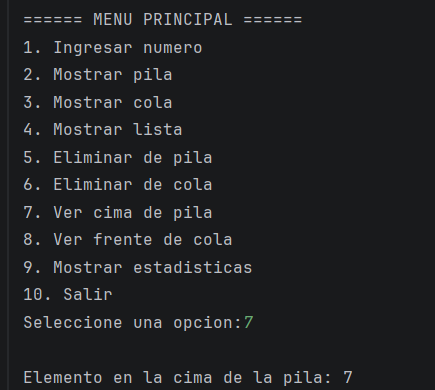 ====== MENU PRINCIPAL ======
1. Ingresar numero
2. Mostrar pila
3. Mostrar cola
4. Mostrar lista
5. Eliminar de pila
6. Eliminar de cola
7. Ver cima de pila
8. Ver frente de cola
9. Mostrar estadisticas
10. Salir
Seleccione una opcion:7
Elemento en la cima de la pila: 7